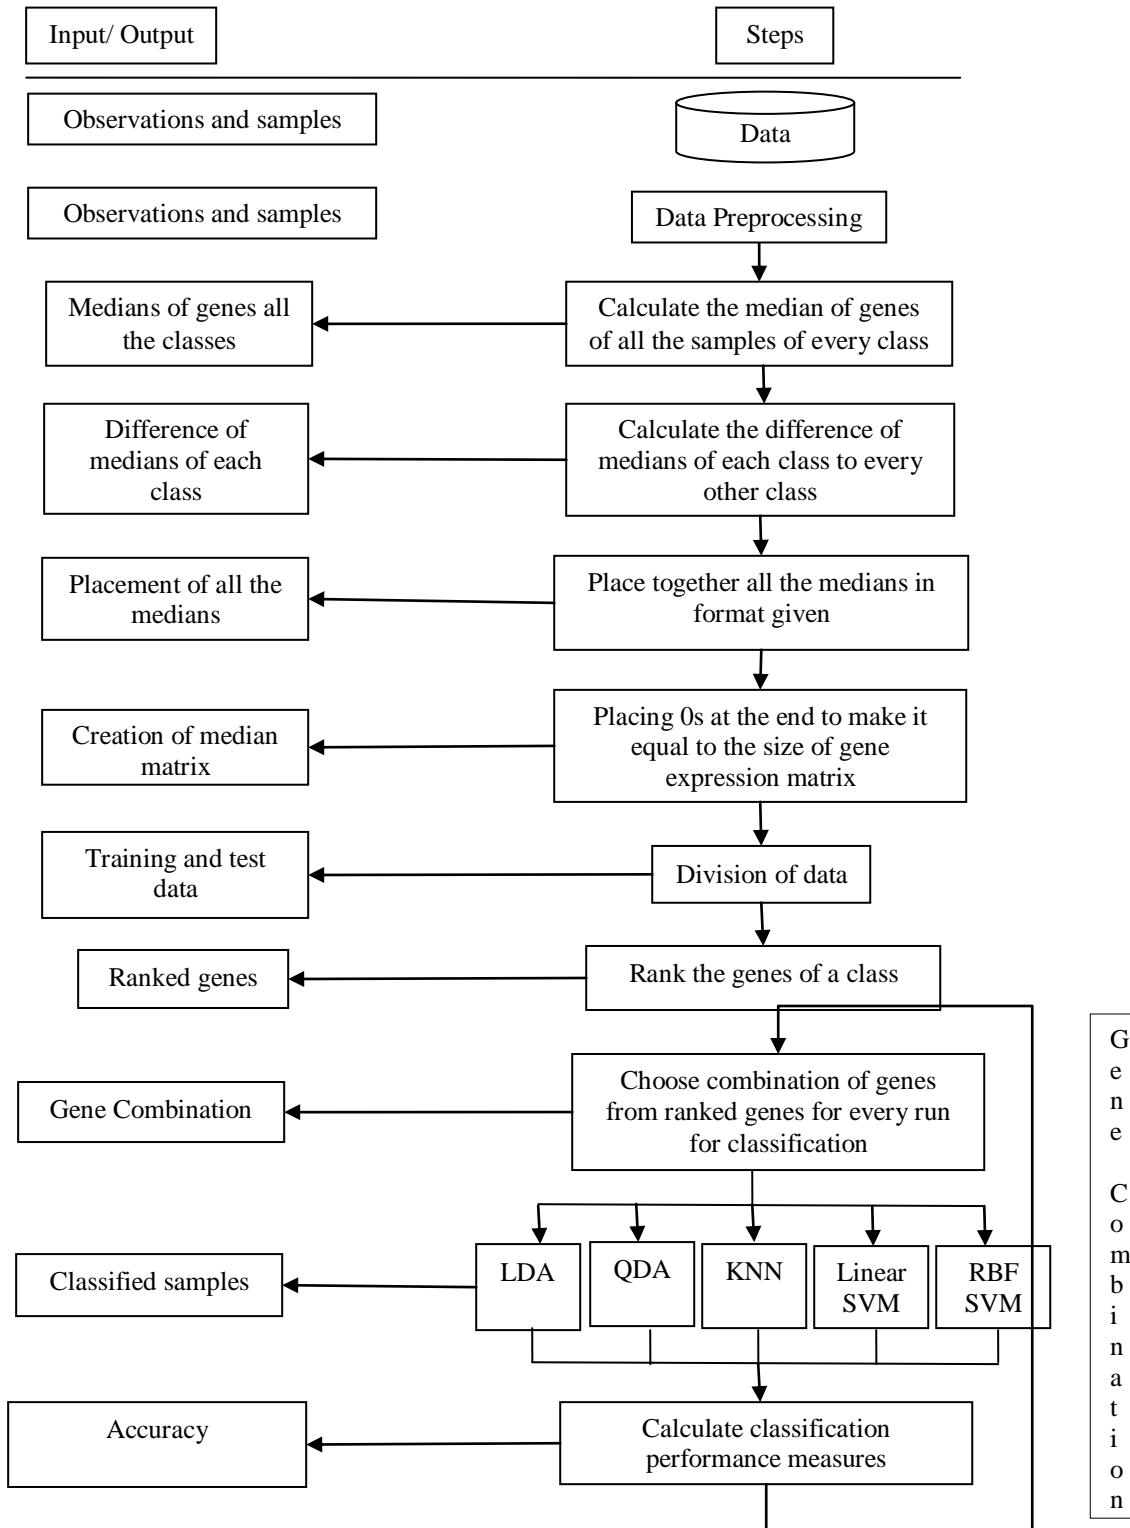 Input/ Output
Steps
Observations and samples
Data
Observations and samples
Data Preprocessing
Medians of genes all
the classes
Calculate the median of genes
of all the samples of every class
Difference of
medians of each
class
Calculate the difference of
medians of each class to every
other class
Placement of all the
medians
Place together all the medians in
format given
Creation of median
matrix
Placing 0s at the end to make it
equal to the size of gene
expression matrix
Training and test
data
Division of data
Ranked genes
Rank the genes of a class
Gene Combination
Choose combination of genes
from ranked genes for every run
for classification
Classified samples
LDA
QDA
KNN
Linear
SVM
RBF
SVM
Accuracy
Calculate classification
performance measures
G
e
n
e
C
o
m
b
i
n
a
t
i
o
n